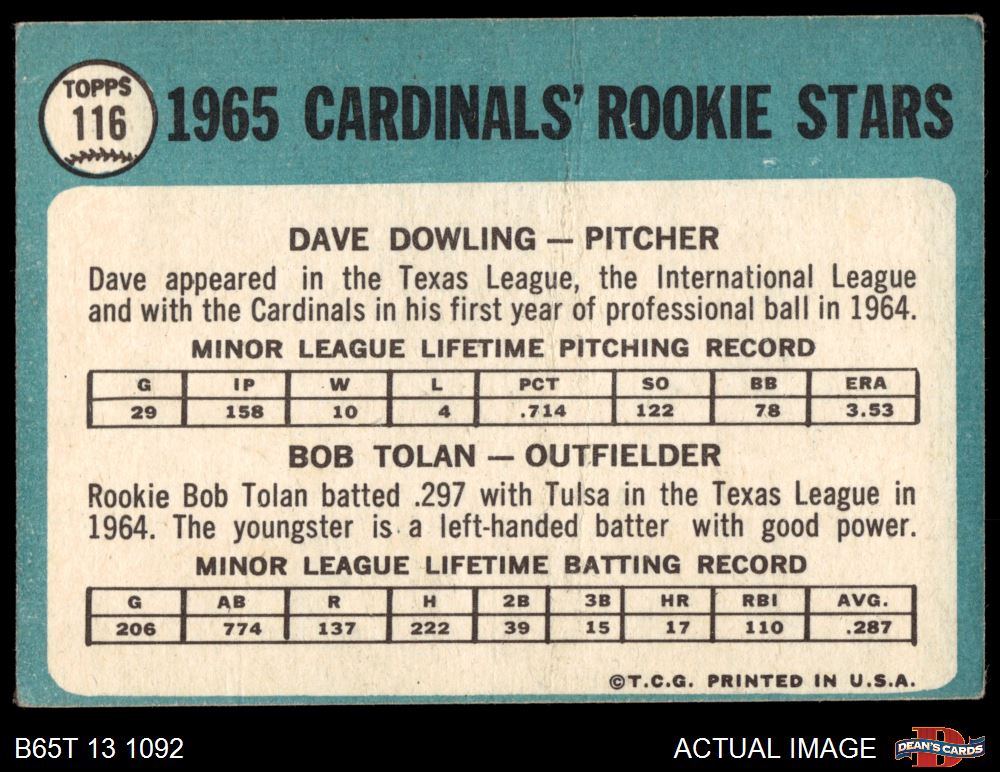 TOPPS
116
1965 CARDINALS' ROOKIE STARS
DAVE DOWLING — PITCHER
Dave appeared in the Texas League, the International League
and with the Cardinals in his first year of professional ball in 1964.
MINOR LEAGUE LIFETIME PITCHING RECORD
G IP W L PCT SO BB ERA
29 158 10 4 .714 122 78 3.53
BOB TOLAN — OUTFIELDER
Rookie Bob Tolan batted .297 with Tulsa in the Texas League in
1964. The youngster is a left-handed batter with good power.
MINOR LEAGUE LIFETIME BATTING RECORD
G AB R H 2B 3B HR RBI AVG.
206 774 137 222 39 15 17 110 .287
©T.C.G. PRINTED IN U.S.A.
B65T 13 1092
ACTUAL IMAGE
D
DEAN'S CARDS